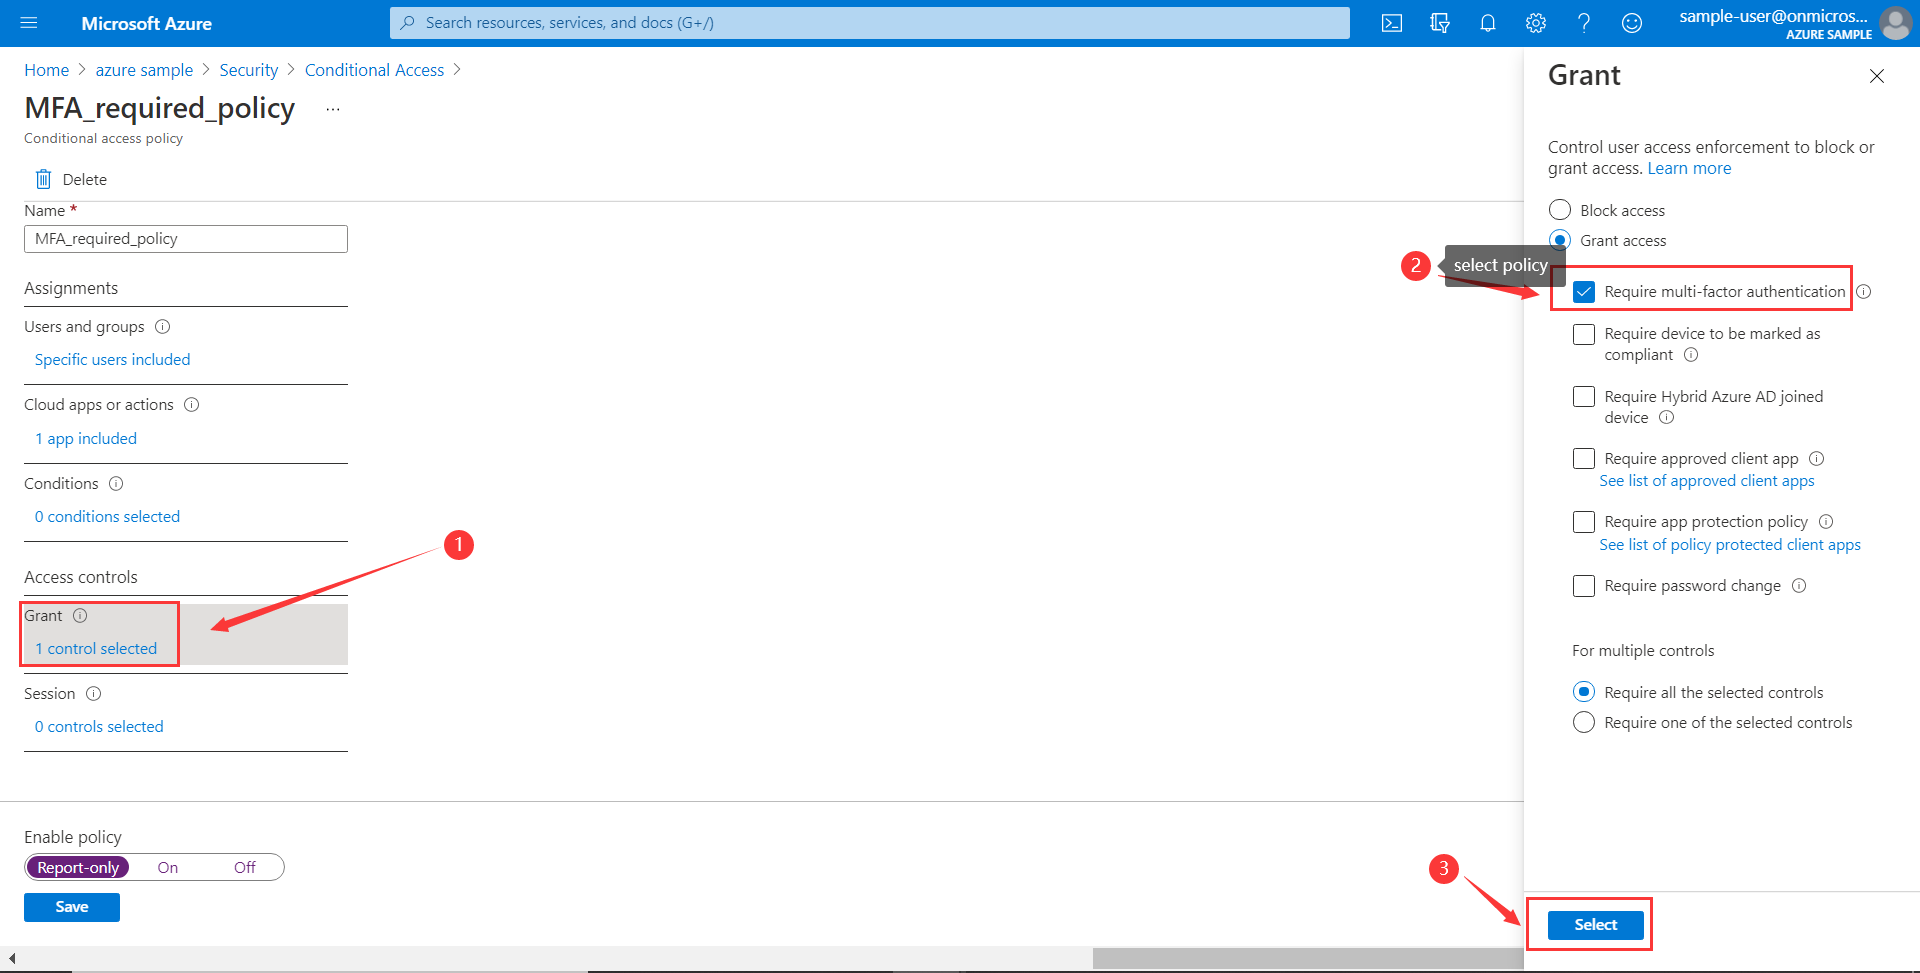 Microsoft Azure
Search resources, services, and docs (G+/)
sample-user@onmicros...
AZURE SAMPLE
Home > azure sample > Security > Conditional Access >
MFA_required_policy ...
Conditional access policy
Delete
Name *
MFA_required_policy
Assignments
Users and groups
Specific users included
Cloud apps or actions
1 app included
Conditions
0 conditions selected
1
Access controls
Grant
1 control selected
Session
0 controls selected
Enable policy
Report-only On Off
Save
Grant
Control user access enforcement to block or
grant access. Learn more
Block access
Grant access
2 select policy
Require multi-factor authentication
Require device to be marked as
compliant
Require Hybrid Azure AD joined
device
Require approved client app
See list of approved client apps
Require app protection policy
See list of policy protected client apps
Require password change
For multiple controls
Require all the selected controls
Require one of the selected controls
3
Select